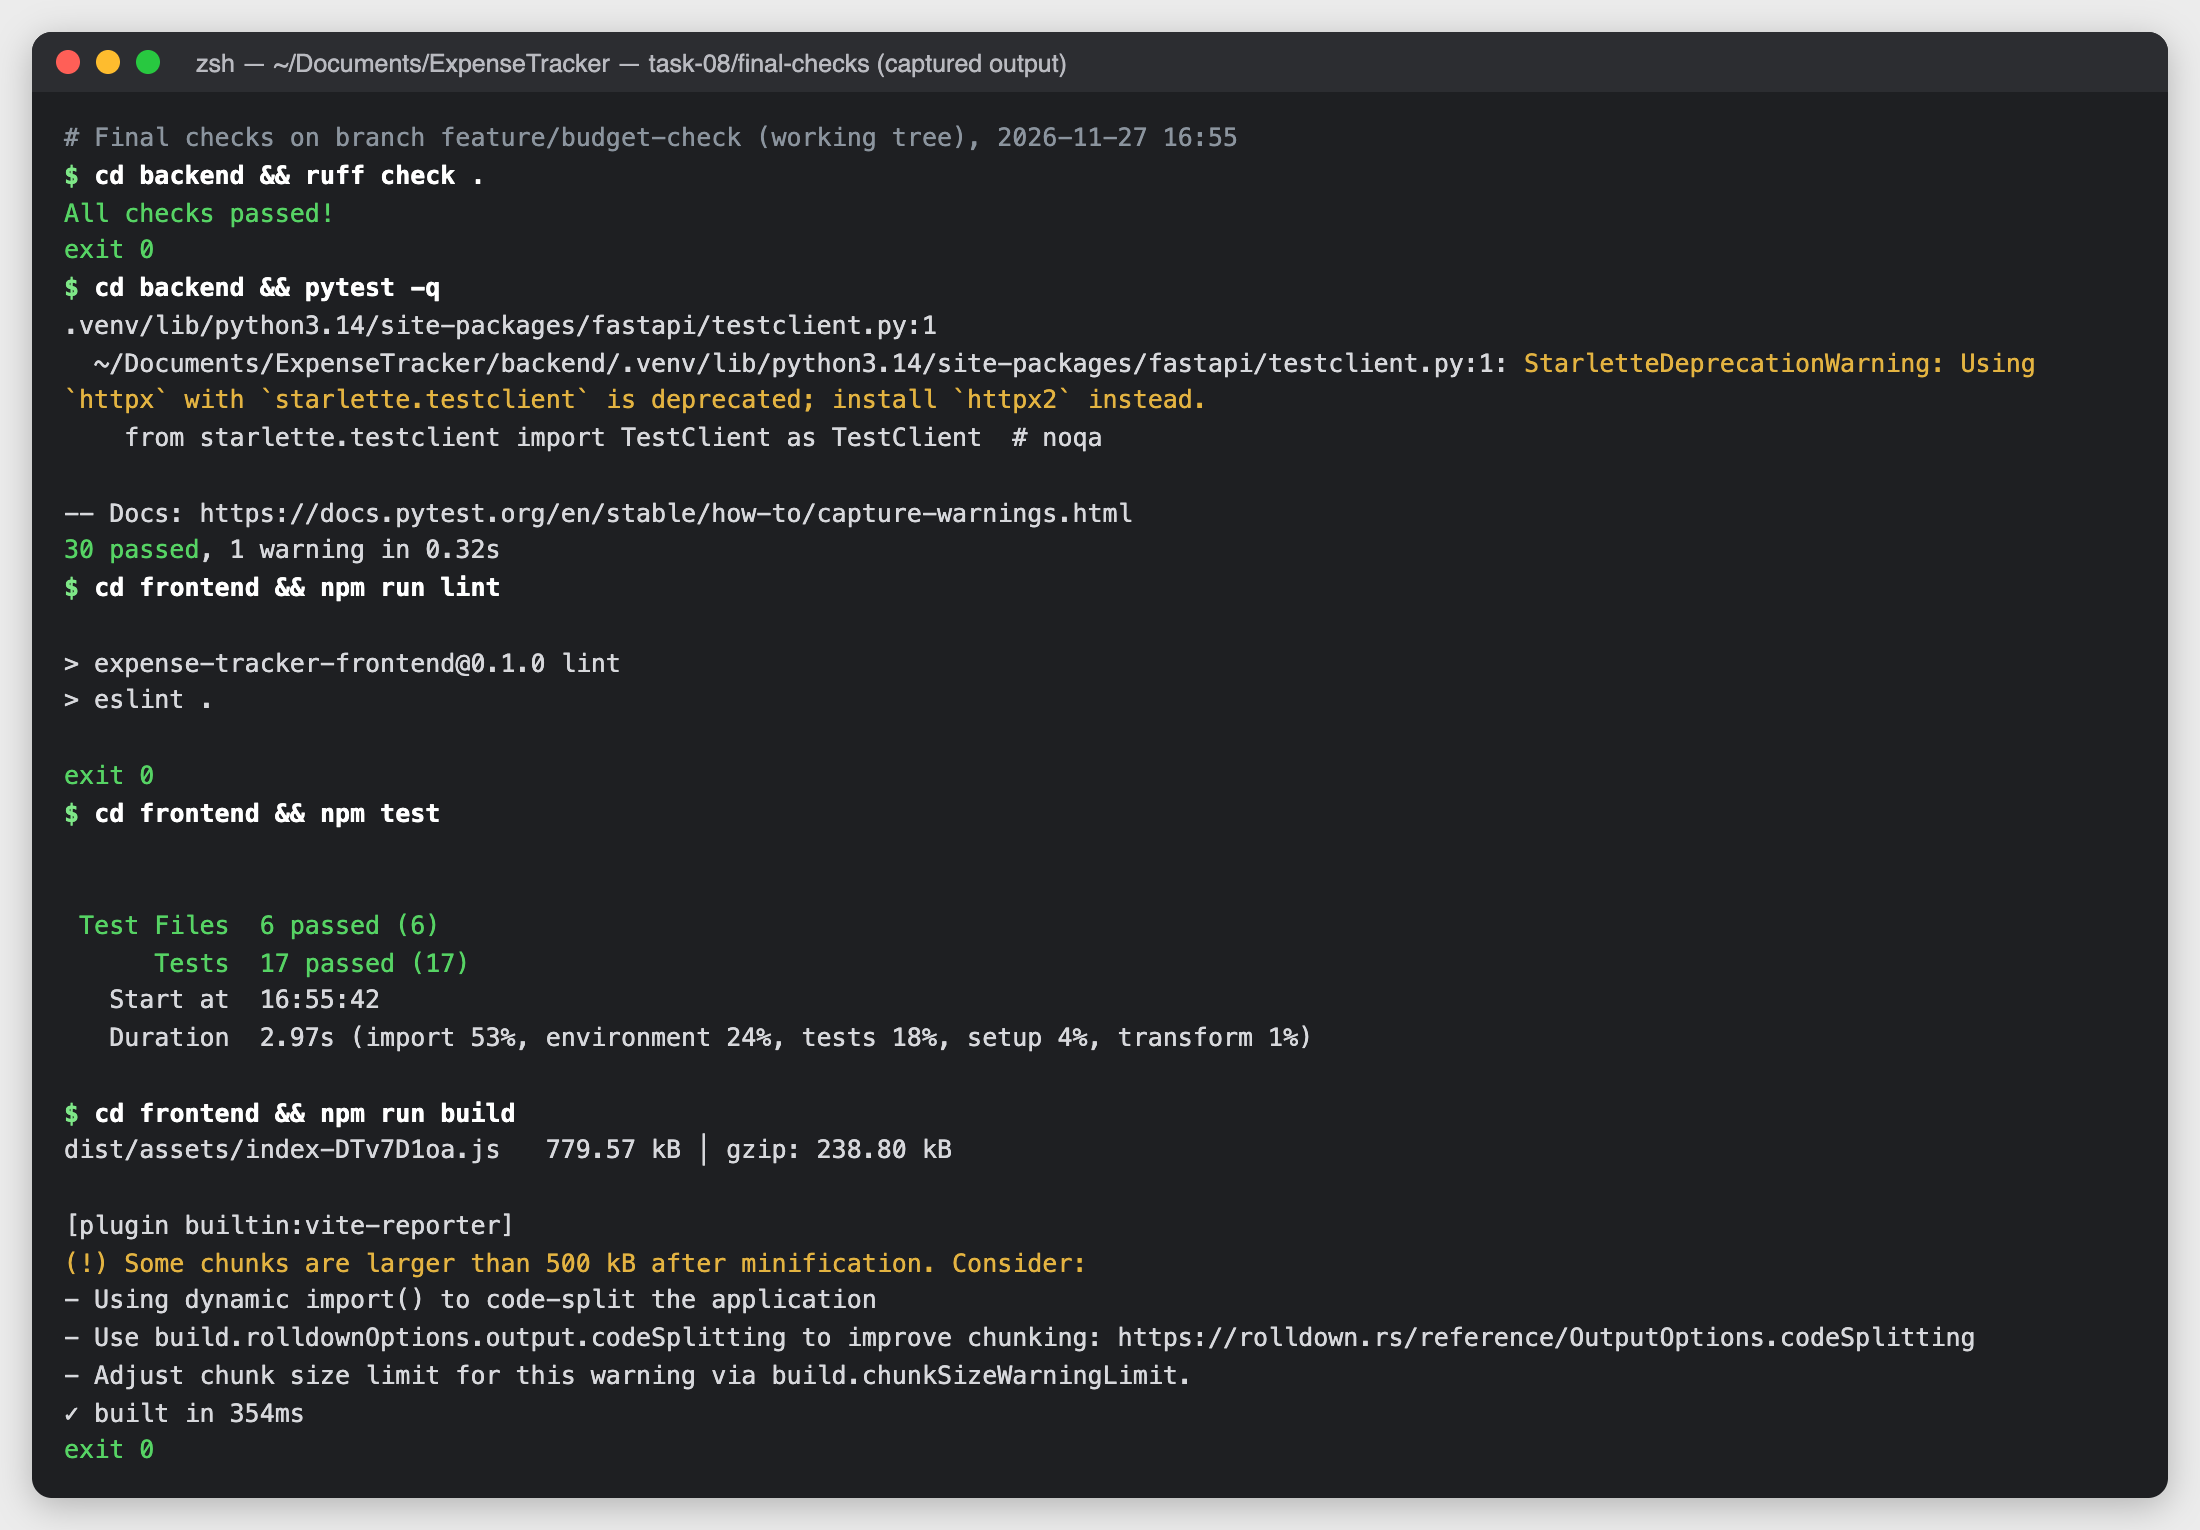 zsh — ~/Documents/ExpenseTracker — task-08/final-checks (captured output)
# Final checks on branch feature/budget-check (working tree), 2026-11-27 16:55
$ cd backend && ruff check .
All checks passed!
exit 0
$ cd backend && pytest -q
.venv/lib/python3.14/site-packages/fastapi/testclient.py:1
  ~/Documents/ExpenseTracker/backend/.venv/lib/python3.14/site-packages/fastapi/testclient.py:1: StarletteDeprecationWarning: Using
`httpx` with `starlette.testclient` is deprecated; install `httpx2` instead.
    from starlette.testclient import TestClient as TestClient  # noqa
-- Docs: https://docs.pytest.org/en/stable/how-to/capture-warnings.html
30 passed, 1 warning in 0.32s
$ cd frontend && npm run lint
> expense-tracker-frontend@0.1.0 lint
> eslint .
exit 0
$ cd frontend && npm test
 Test Files  6 passed (6)
      Tests  17 passed (17)
   Start at  16:55:42
   Duration  2.97s (import 53%, environment 24%, tests 18%, setup 4%, transform 1%)
$ cd frontend && npm run build
dist/assets/index-DTv7D1oa.js   779.57 kB │ gzip: 238.80 kB
[plugin builtin:vite-reporter]
(!) Some chunks are larger than 500 kB after minification. Consider:
- Using dynamic import() to code-split the application
- Use build.rolldownOptions.output.codeSplitting to improve chunking: https://rolldown.rs/reference/OutputOptions.codeSplitting
- Adjust chunk size limit for this warning via build.chunkSizeWarningLimit.
✓ built in 354ms
exit 0